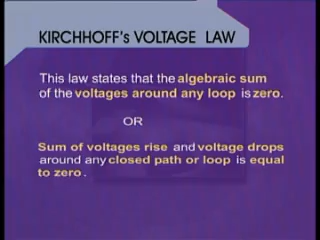 KIRCHHOFF's VOLTAGE LAW
This law states that the algebraic sum
of the voltages around any loop is zero.
OR
Sum of voltages rise and voltage drops
around any closed path or loop is equal
to zero.